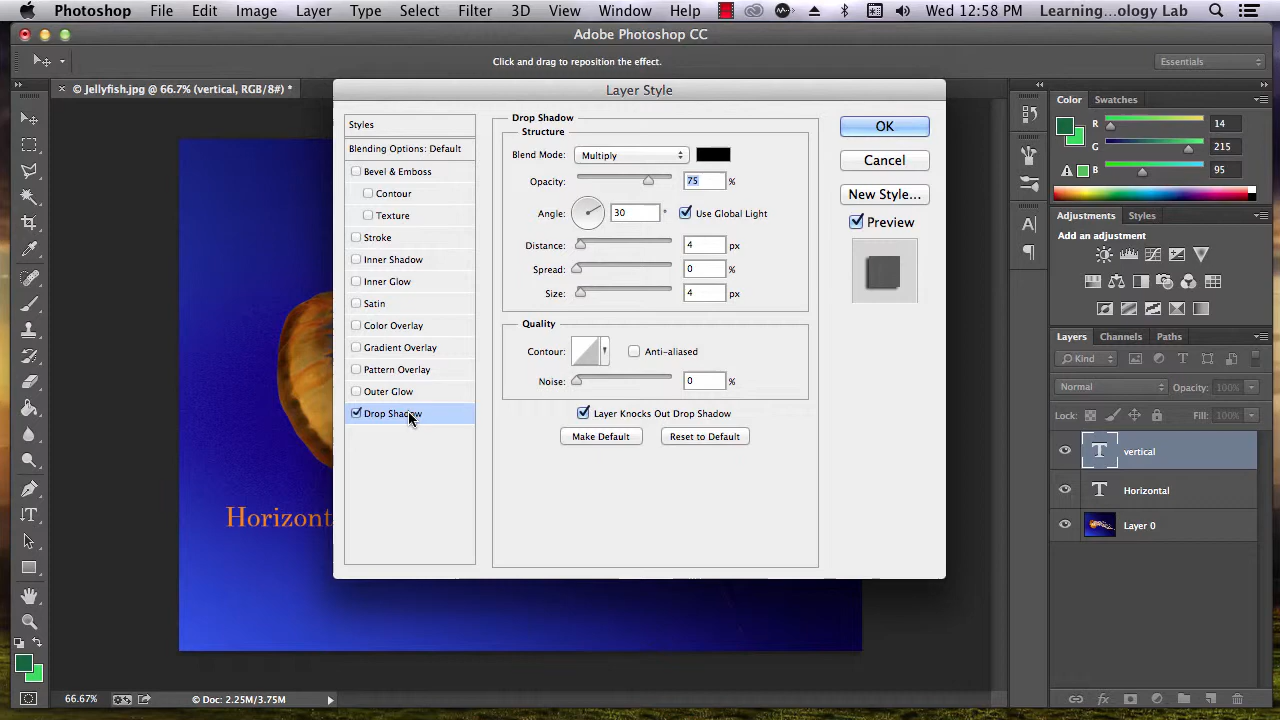 Photoshop File Edit Image Layer Type Select Filter 3D View Window Help Wed 12:58 PM Learning...ology Lab
Adobe Photoshop CC
Click and drag to reposition the effect. Essentials
× Jellyfish.jpg @ 66.7% (vertical, RGB/8#) *
Layer Style
Styles
Blending Options: Default
Bevel & Emboss
Contour
Texture
Stroke
Inner Shadow
Inner Glow
Satin
Color Overlay
Gradient Overlay
Pattern Overlay
Outer Glow
Drop Shadow
Drop Shadow
Structure
Blend Mode: Multiply
Opacity: 75 %
Angle: 30 ° Use Global Light
Distance: 4 px
Spread: 0 %
Size: 4 px
Quality
Contour: Anti-aliased
Noise: 0 %
Layer Knocks Out Drop Shadow
Make Default Reset to Default
OK
Cancel
New Style...
Preview
Horizont
Color Swatches
R 14
G 215
B 95
Adjustments Styles
Add an adjustment
Layers Channels Paths
Kind
Normal Opacity: 100%
Lock: Fill: 100%
T vertical
T Horizontal
Layer 0
66.67% Doc: 2.25M/3.75M